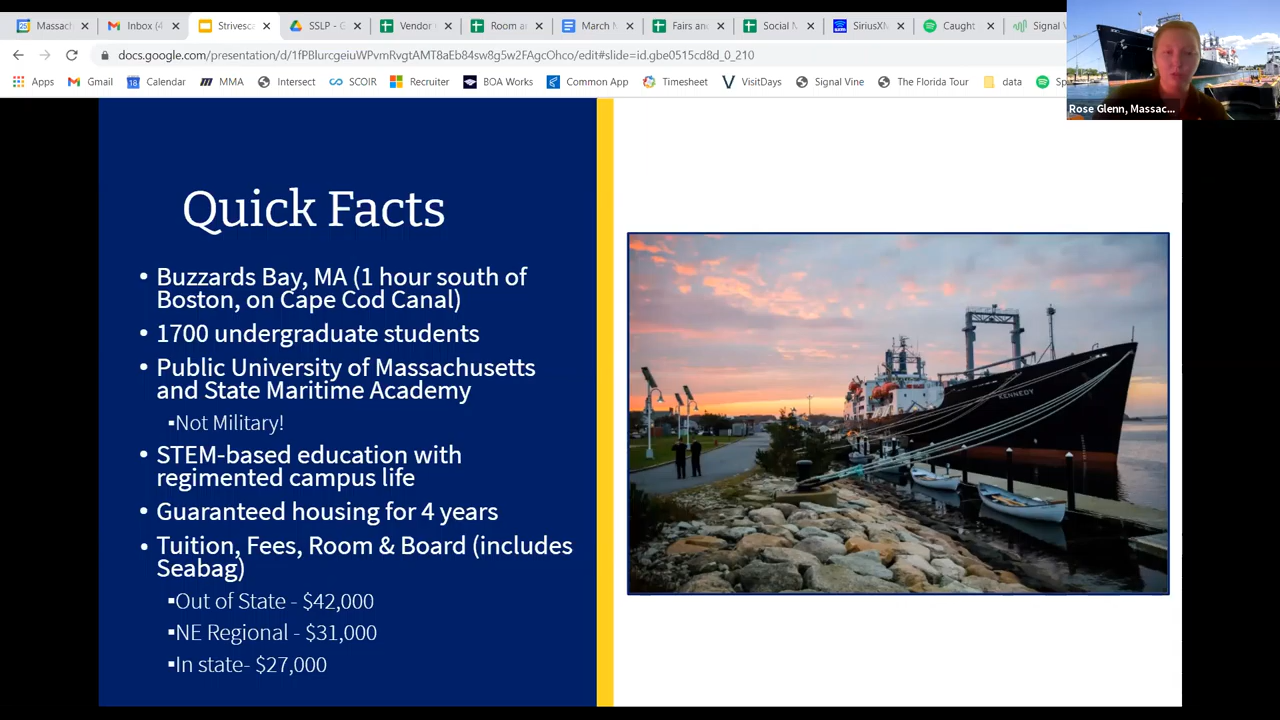 Massach
Inbox (4
Strivesca
SSLP - G
Vendor I
Room an
March M
Fairs and
Social M
SiriusXM
Caught
Signal V
docs.google.com/presentation/d/1fPBlurcgeiuWPvmRvgtAMT8aEb84sw8g5w2FAgcOhco/edit#slide=id.gbe0515cd8d_0_210
Apps
Gmail
Calendar
MMA
Intersect
SCOIR
Recruiter
BOA Works
Common App
Timesheet
VisitDays
Signal Vine
The Florida Tour
data
Rose Glenn, Massac...
Quick Facts
• Buzzards Bay, MA (1 hour south of
Boston, on Cape Cod Canal)
• 1700 undergraduate students
• Public University of Massachusetts
and State Maritime Academy
▪Not Military!
• STEM-based education with
regimented campus life
• Guaranteed housing for 4 years
• Tuition, Fees, Room & Board (includes
Seabag)
▪Out of State - $42,000
▪NE Regional - $31,000
▪In state- $27,000
KENNEDY